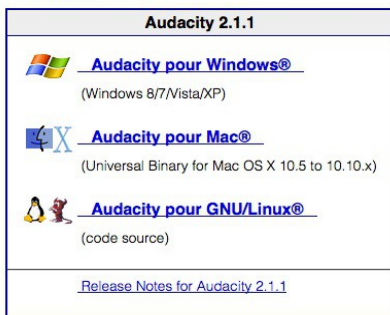 Audacity 2.1.1
Audacity pour Windows®
(Windows 8/7/Vista/XP)
Audacity pour Mac®
(Universal Binary for Mac OS X 10.5 to 10.10.x)
Audacity pour GNU/Linux®
(code source)
Release Notes for Audacity 2.1.1